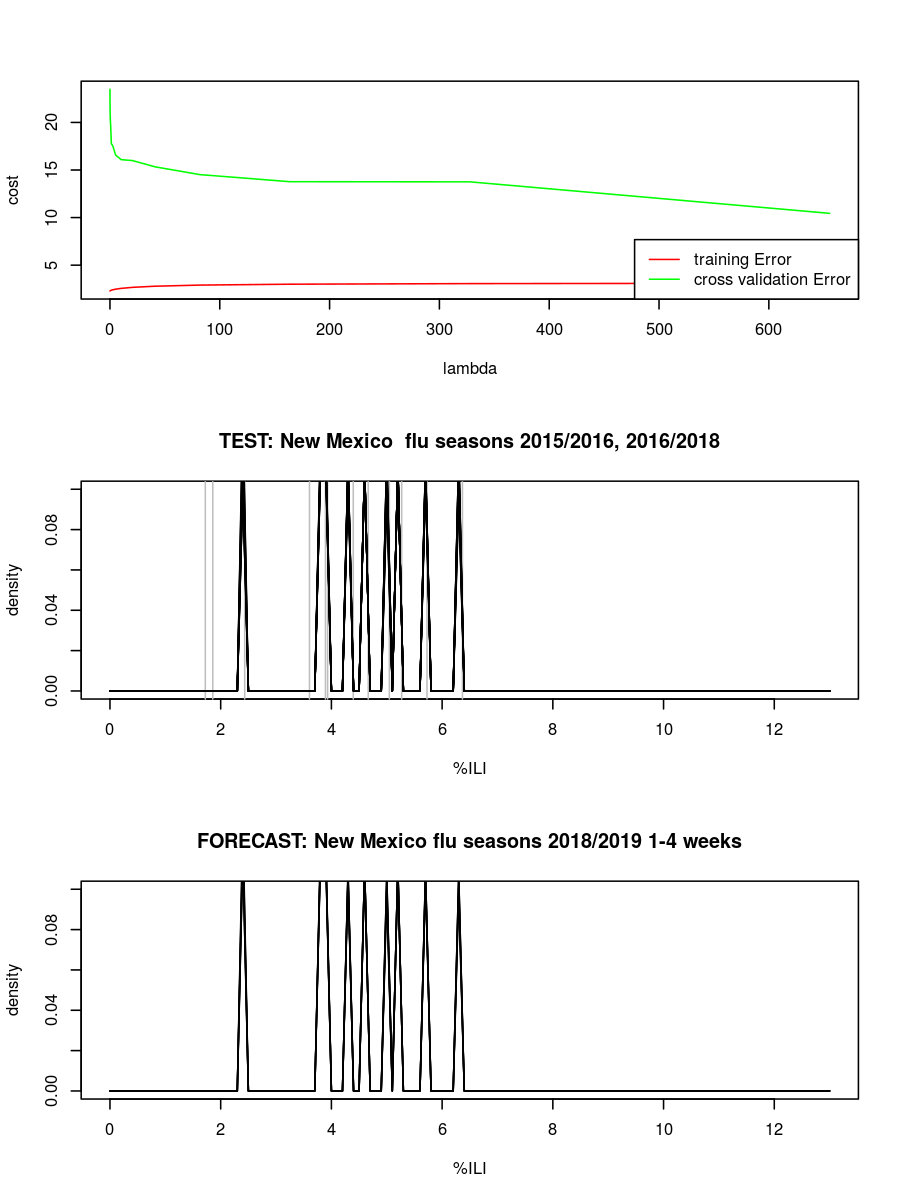 20
15
10
5
cost
training Error
cross validation Error
0 100 200 300 400 500 600
lambda
TEST: New Mexico  flu seasons 2015/2016, 2016/2018
0.08
0.04
0.00
density
0 2 4 6 8 10 12
%ILI
FORECAST: New Mexico flu seasons 2018/2019 1-4 weeks
0.08
0.04
0.00
density
0 2 4 6 8 10 12
%ILI